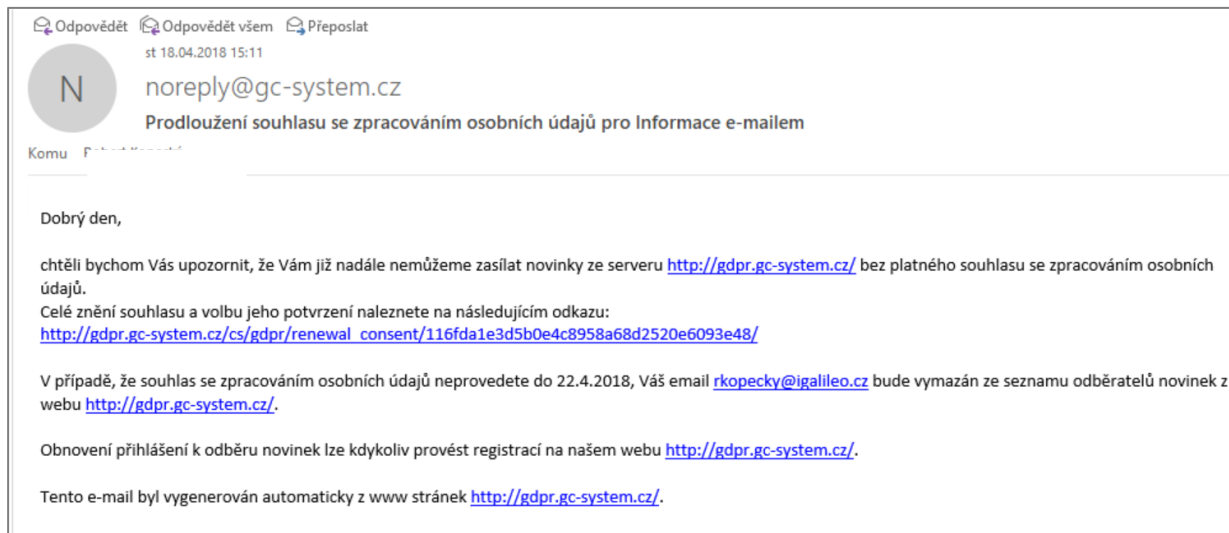 Odpovědět Odpovědět všem Přeposlat
st 18.04.2018 15:11
N
noreply@gc-system.cz
Prodloužení souhlasu se zpracováním osobních údajů pro Informace e-mailem
Komu
Dobrý den,
chtěli bychom Vás upozornit, že Vám již nadále nemůžeme zasílat novinky ze serveru http://gdpr.gc-system.cz/ bez platného souhlasu se zpracováním osobních
údajů.
Celé znění souhlasu a volbu jeho potvrzení naleznete na následujícím odkazu:
http://gdpr.gc-system.cz/cs/gdpr/renewal_consent/116fda1e3d5b0e4c8958a68d2520e6093e48/
V případě, že souhlas se zpracováním osobních údajů neprovedete do 22.4.2018, Váš email rkopecky@igalileo.cz bude vymazán ze seznamu odběratelů novinek z
webu http://gdpr.gc-system.cz/.
Obnovení přihlášení k odběru novinek lze kdykoliv provést registrací na našem webu http://gdpr.gc-system.cz/.
Tento e-mail byl vygenerován automaticky z www stránek http://gdpr.gc-system.cz/.